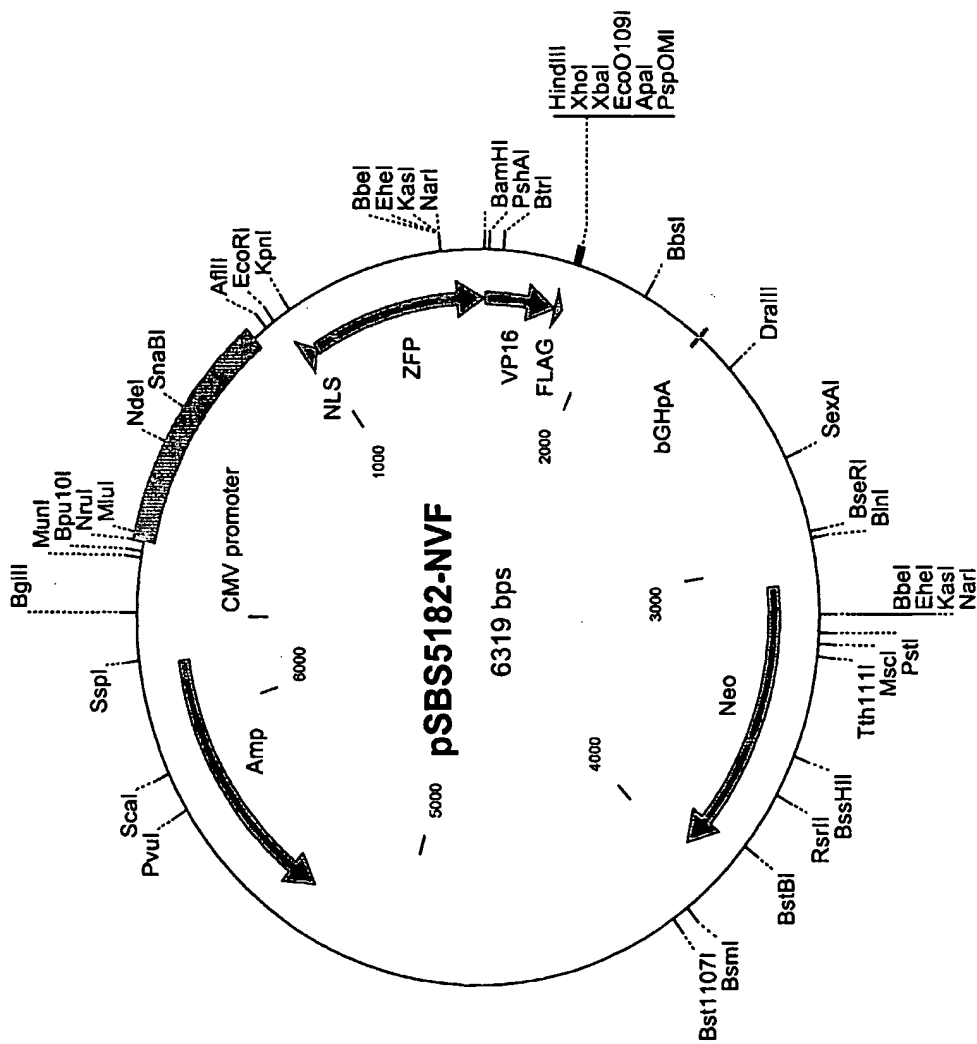 BglII
MunI
Bpu10I
NruI
MluI
NdeI
SnaBI
AflII
EcoRI
KpnI
BbeI
EheI
KasI
NarI
BamHI
PshAI
BtrI
HindIII
XhoI
XbaI
EcoO109I
ApaI
PspOMI
BbsI
DraIII
SexAI
BseRI
BlnI
BbeI
EheI
KasI
NarI
PstI
MscI
Tth111I
BssHII
RsrII
BstBI
BsmI
Bst1107I
PvuI
ScaI
SspI
CMV promoter
NLS
ZFP
VP16
FLAG
bGHpA
Neo
Amp
1000
2000
3000
4000
5000
6000
pSBS5182-NVF
6319 bps